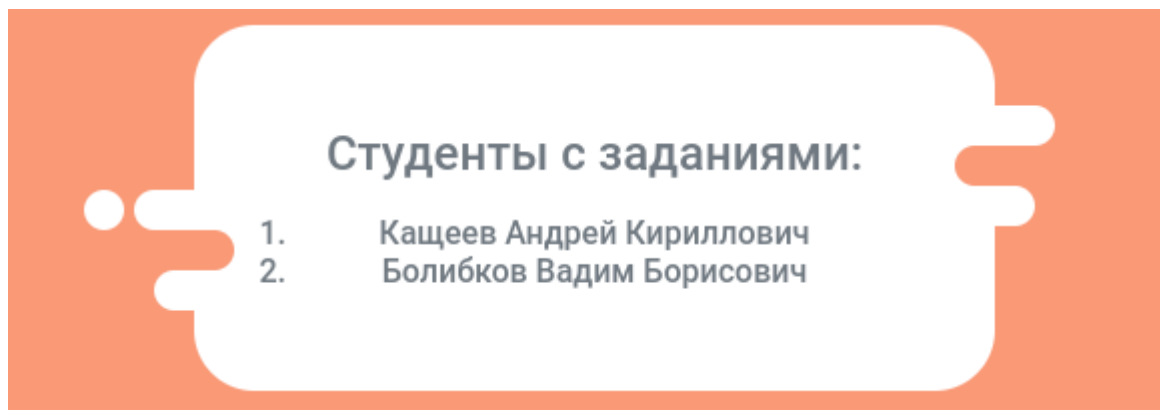 Студенты с заданиями:
1. Кащеев Андрей Кириллович
2. Болибков Вадим Борисович